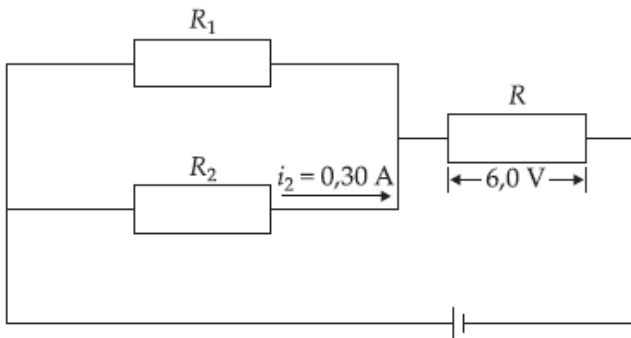 R₁
R
R₂
i₂ = 0,30 A
6,0 V